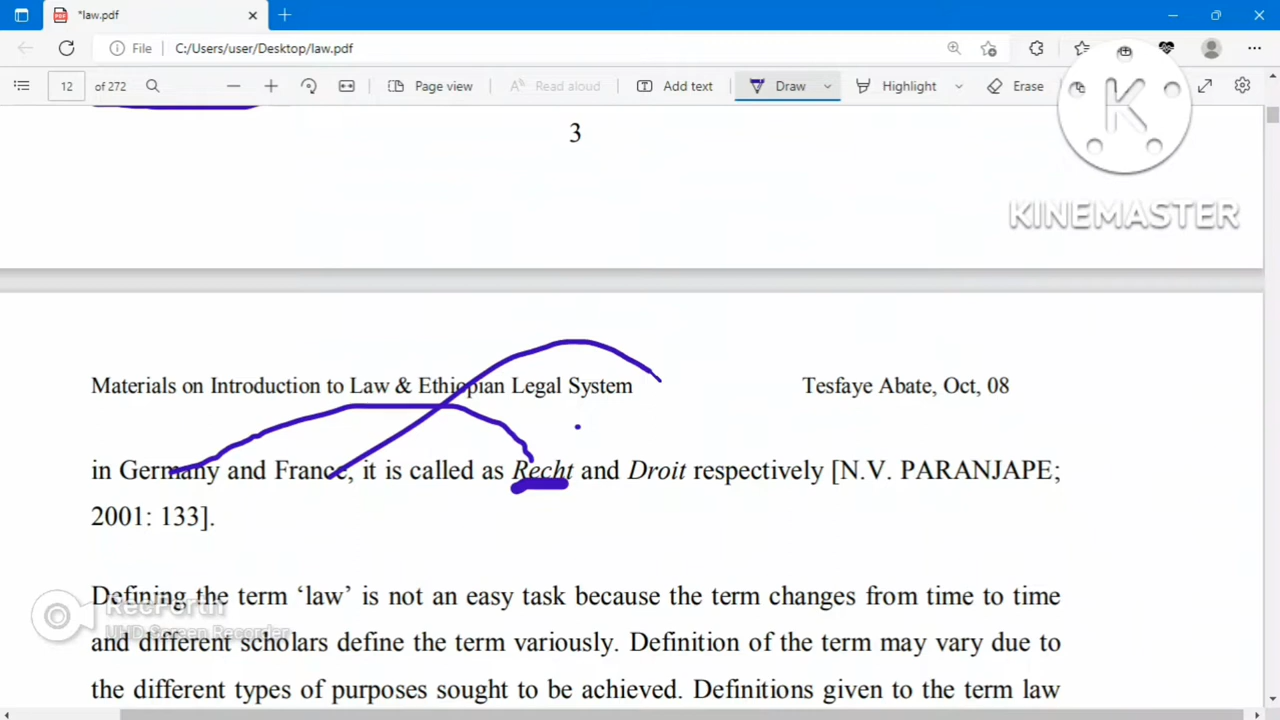 *law.pdf
File
C:/Users/user/Desktop/law.pdf
12 of 272
Page view
Read aloud
Add text
Draw
Highlight
Erase
3
KINEMASTER
Materials on Introduction to Law & Ethiopian Legal System Tesfaye Abate, Oct, 08
in Germany and France, it is called as Recht and Droit respectively [N.V. PARANJAPE;
2001: 133].
Defining the term ‘law’ is not an easy task because the term changes from time to time
RecForth
UHD Screen Recorder
and different scholars define the term variously. Definition of the term may vary due to
the different types of purposes sought to be achieved. Definitions given to the term law